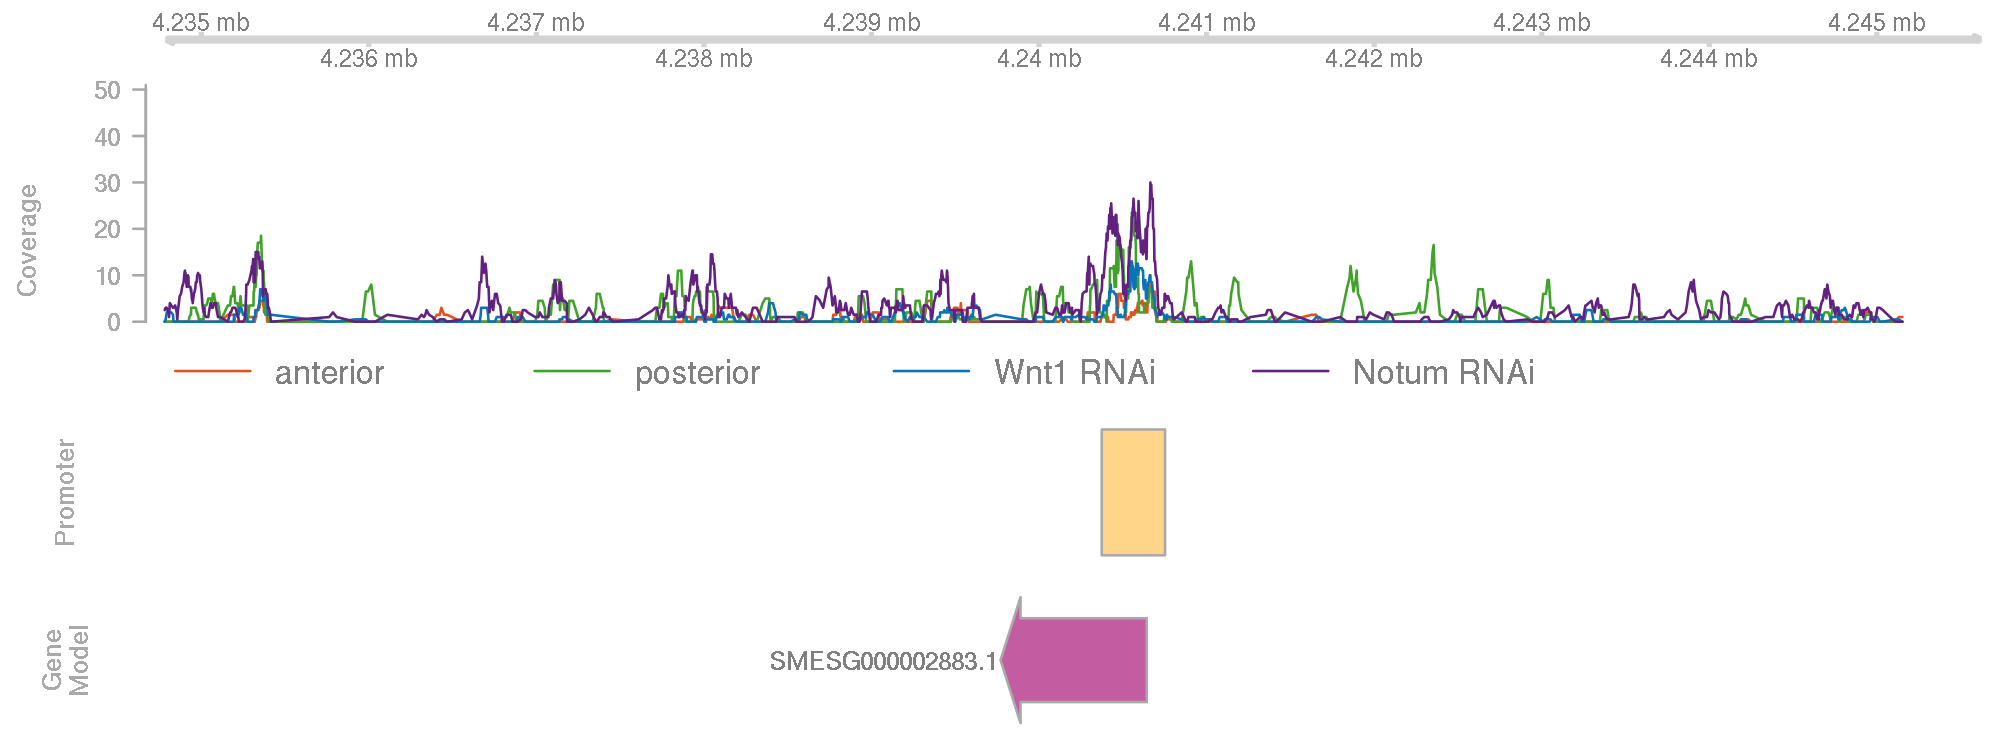 4.235 mb 4.237 mb 4.239 mb 4.241 mb 4.243 mb 4.245 mb
4.236 mb 4.238 mb 4.24 mb 4.242 mb 4.244 mb
50
40
30
20
10
0
Coverage
anterior posterior Wnt1 RNAi Notum RNAi
Promoter
Gene
Model
SMESG000002883.1